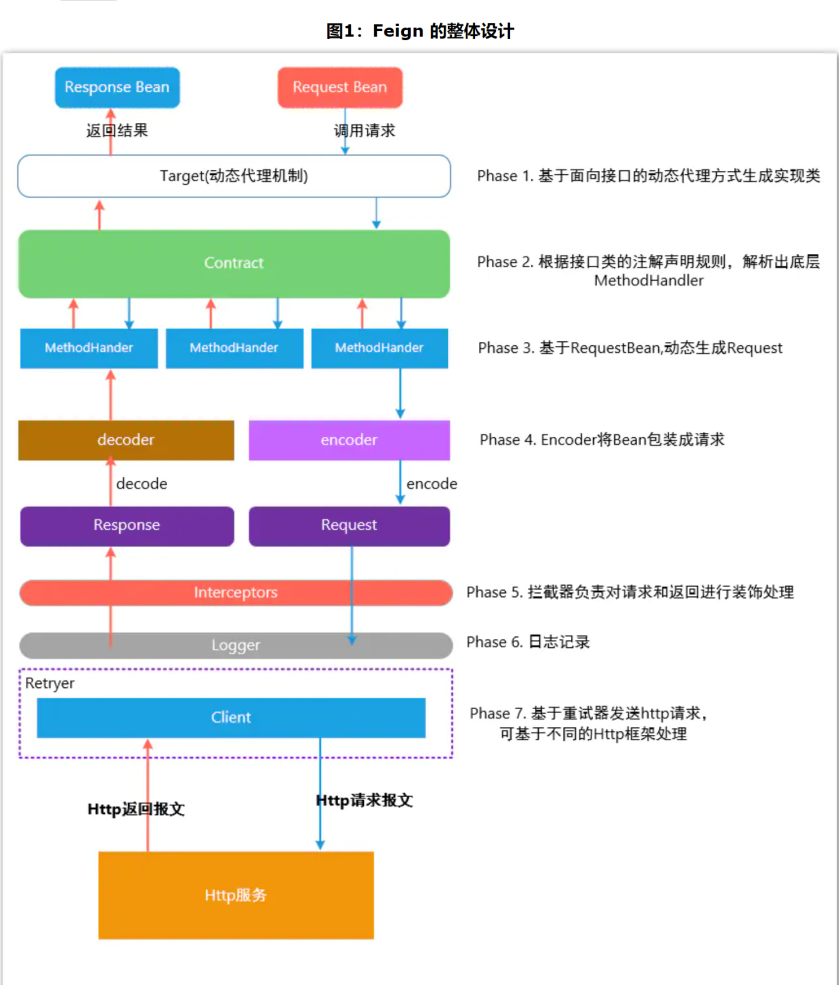 图1：Feign 的整体设计
Response Bean
Request Bean
返回结果
调用请求
Target(动态代理机制)
Phase 1. 基于面向接口的动态代理方式生成实现类
Contract
Phase 2. 根据接口类的注解声明规则，解析出底层
MethodHandler
MethodHander
MethodHander
MethodHander
Phase 3. 基于RequestBean,动态生成Request
decoder
encoder
Phase 4. Encoder将Bean包装成请求
decode
encode
Response
Request
Interceptors
Phase 5. 拦截器负责对请求和返回进行装饰处理
Logger
Phase 6. 日志记录
Retryer
Client
Phase 7. 基于重试器发送http请求，
可基于不同的Http框架处理
Http返回报文
Http请求报文
Http服务